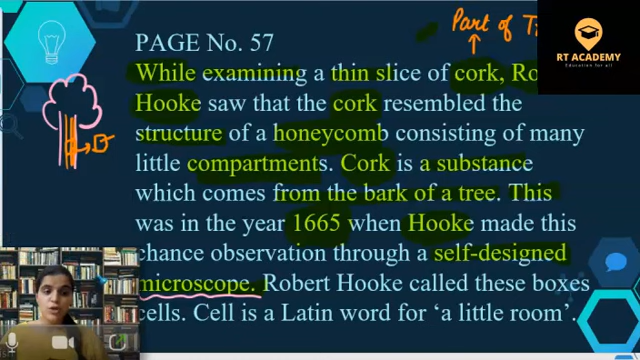 Part of
RT ACADEMY
Education for all
PAGE No. 57
While examining a thin slice of cork,
Hooke saw that the cork resembled the
structure of a honeycomb consisting of many
little compartments. Cork is a substance
which comes from the bark of a tree. This
was in the year 1665 when Hooke made this
chance observation through a self-designed
microscope. Robert Hooke called these boxes
cells. Cell is a Latin word for ‘a little room’.